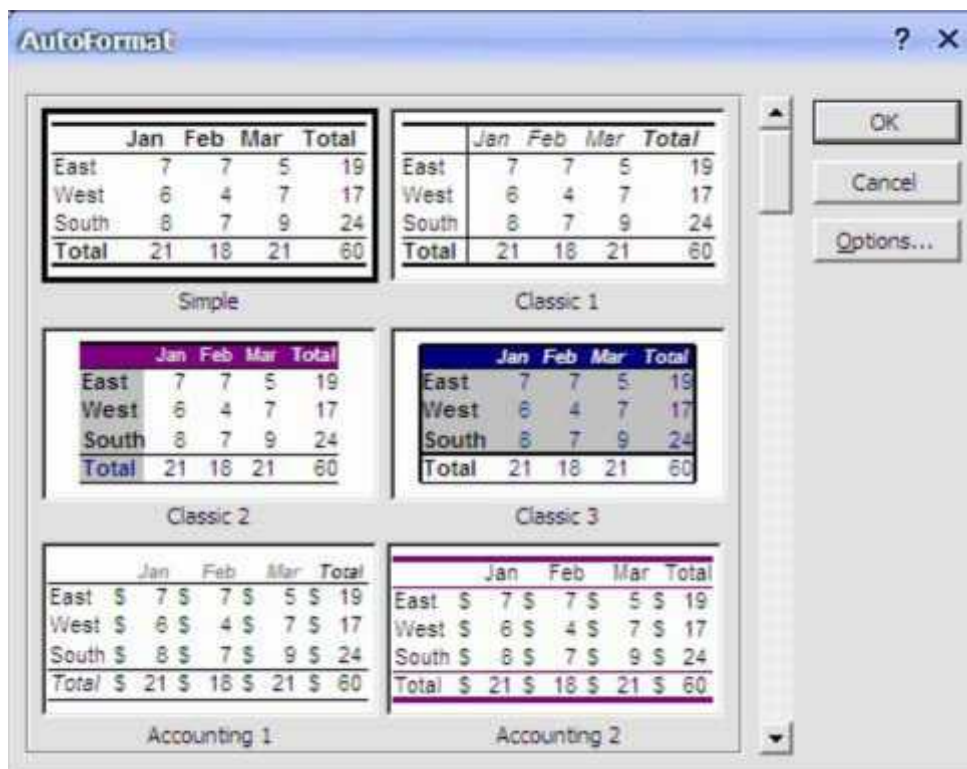 AutoFormat
? ×
Jan Feb Mar Total
East 7 7 5 19
West 6 4 7 17
South 8 7 9 24
Total 21 18 21 60
Simple
Jan Feb Mar Total
East 7 7 5 19
West 6 4 7 17
South 8 7 9 24
Total 21 18 21 60
Classic 1
OK
Cancel
Options...
Jan Feb Mar Total
East 7 7 5 19
West 6 4 7 17
South 8 7 9 24
Total 21 18 21 60
Classic 2
Jan Feb Mar Total
East 7 7 5 19
West 6 4 7 17
South 8 7 9 24
Total 21 18 21 60
Classic 3
Jan Feb Mar Total
East $ 7 $ 7 $ 5 $ 19
West $ 6 $ 4 $ 7 $ 17
South $ 8 $ 7 $ 9 $ 24
Total $ 21 $ 18 $ 21 $ 60
Accounting 1
Jan Feb Mar Total
East $ 7 $ 7 $ 5 $ 19
West $ 6 $ 4 $ 7 $ 17
South $ 8 $ 7 $ 9 $ 24
Total $ 21 $ 18 $ 21 $ 60
Accounting 2